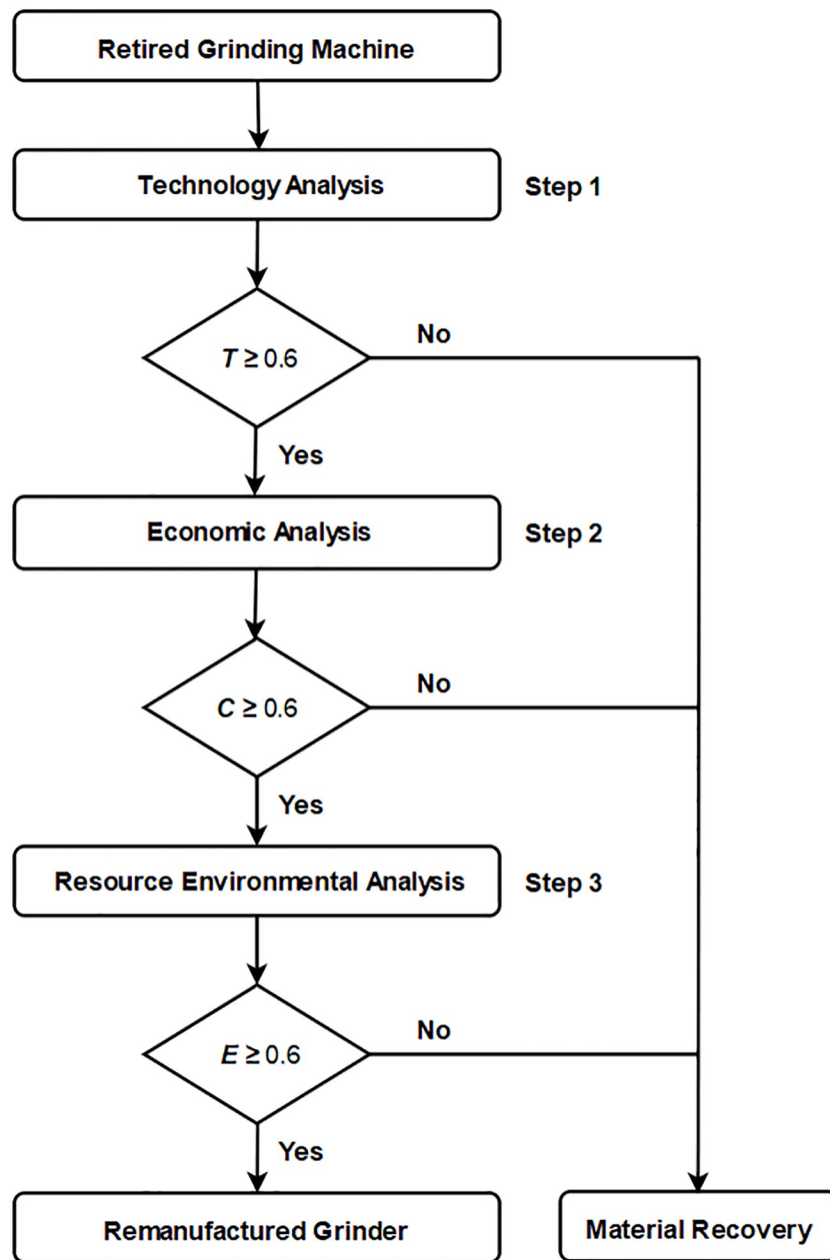 Retired Grinding Machine
Technology Analysis
Step 1
T ≥ 0.6
No
Yes
Economic Analysis
Step 2
C ≥ 0.6
No
Yes
Resource Environmental Analysis
Step 3
E ≥ 0.6
No
Yes
Remanufactured Grinder
Material Recovery